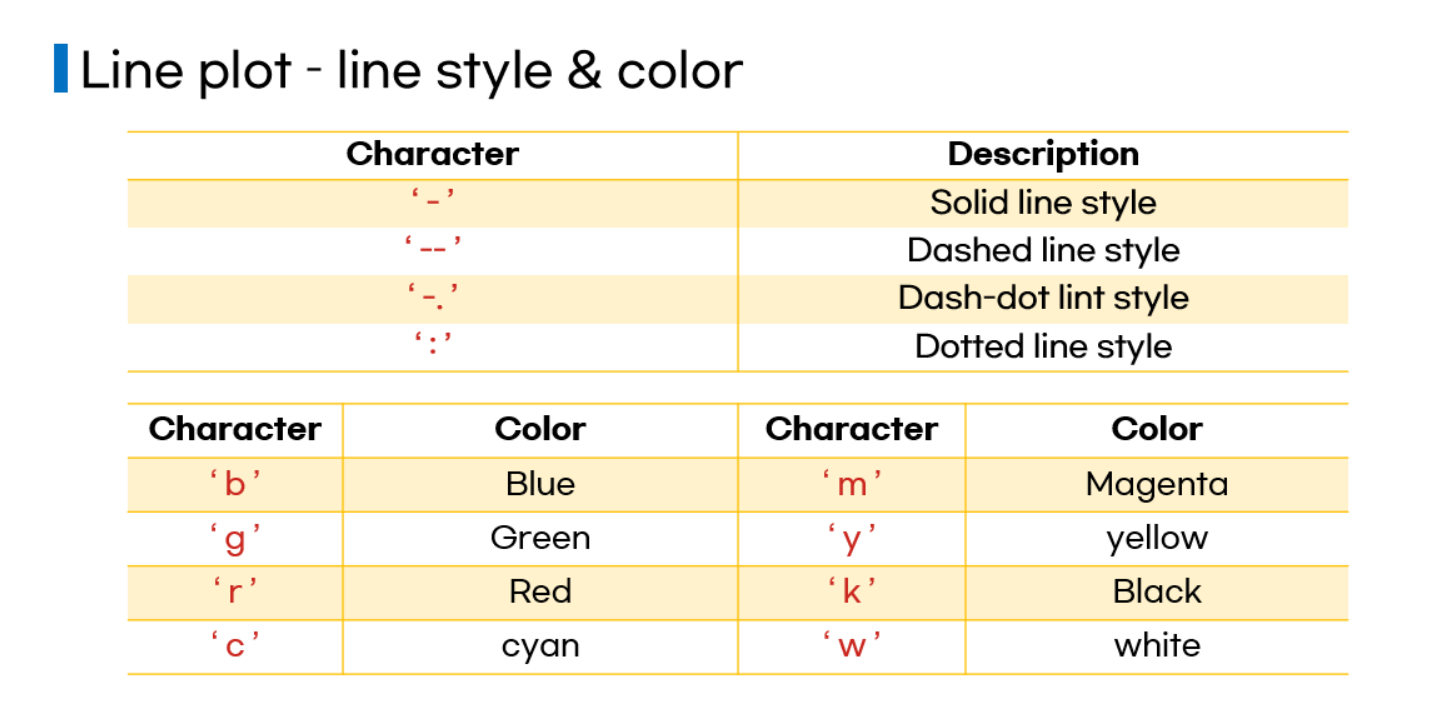 Line plot - line style & color
Character Description
‘ - ’ Solid line style
‘ -- ’ Dashed line style
‘ -. ’ Dash-dot lint style
‘ : ’ Dotted line style
Character Color Character Color
‘ b ’ Blue ‘ m ’ Magenta
‘ g ’ Green ‘ y ’ yellow
‘ r ’ Red ‘ k ’ Black
‘ c ’ cyan ‘ w ’ white